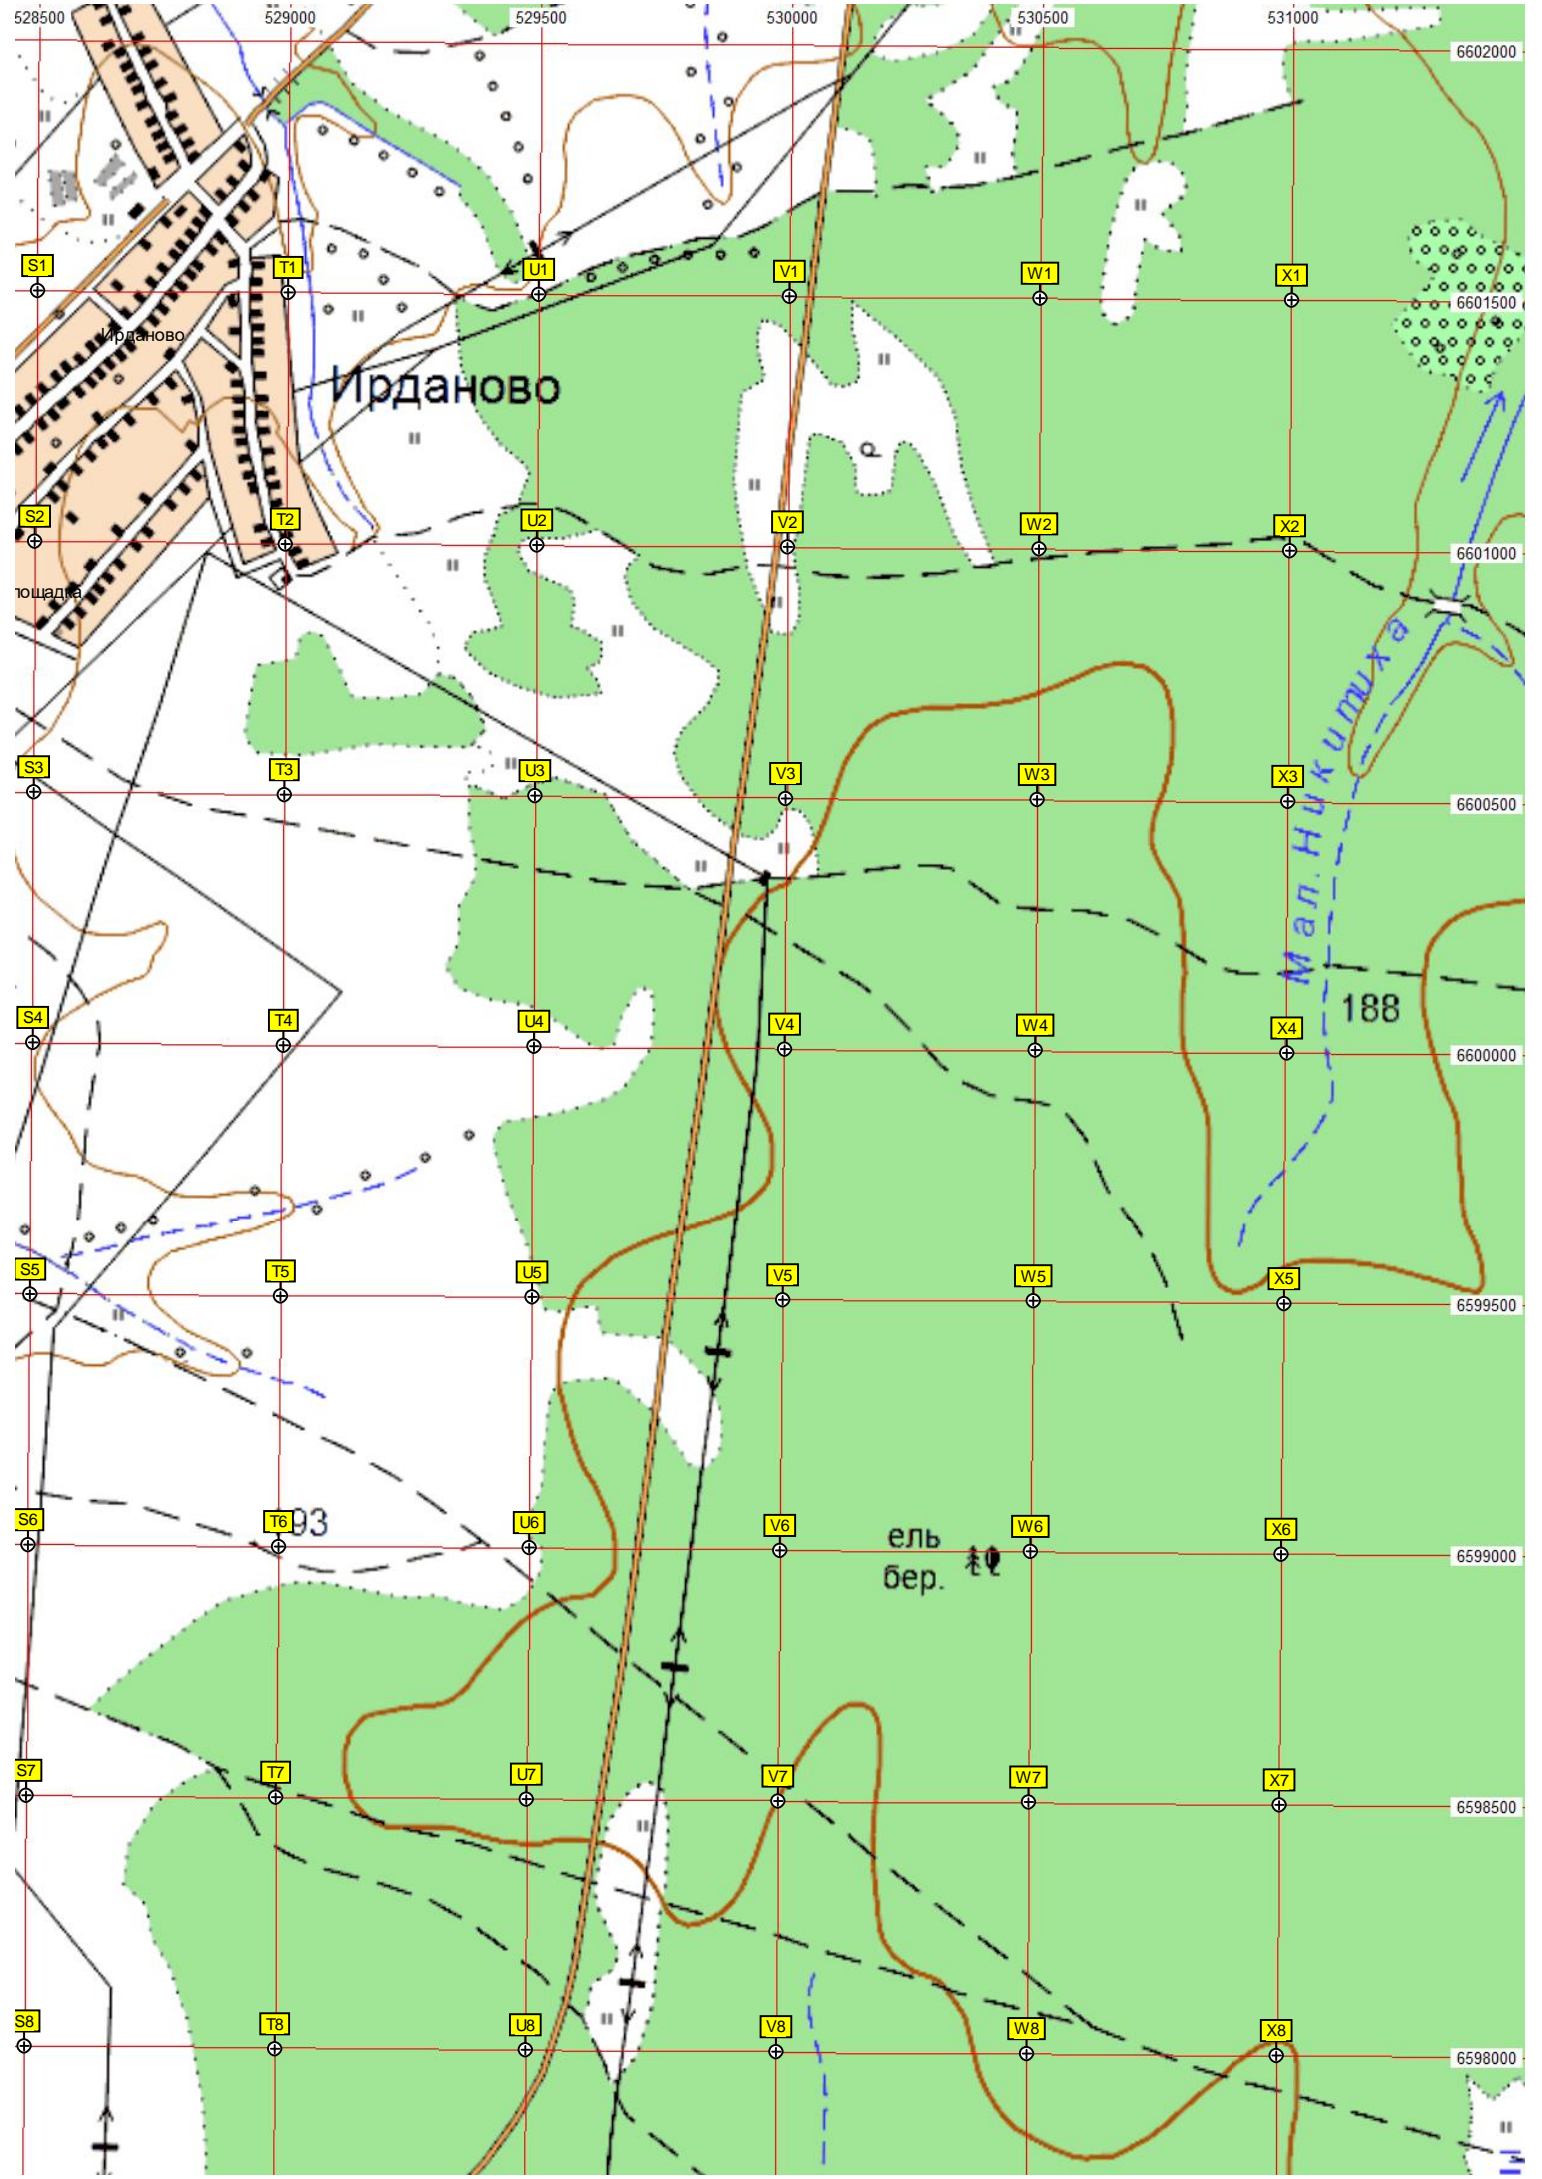 528500 529000 529500 530000 530500 531000
6602000
S1 T1 U1 V1 W1 X1
6601500
Ирданово
Ирданово
р
S2 T2 U2 V2 W2 X2
6601000
лощадка
Мал. Никитиха
S3 T3 U3 V3 W3 X3
6600500
188
S4 T4 U4 V4 W4 X4
6600000
S5 T5 U5 V5 W5 X5
6599500
S6 T6 93 U6 V6 W6 X6
ель
бер.
6599000
S7 T7 U7 V7 W7 X7
6598500
S8 T8 U8 V8 W8 X8
6598000